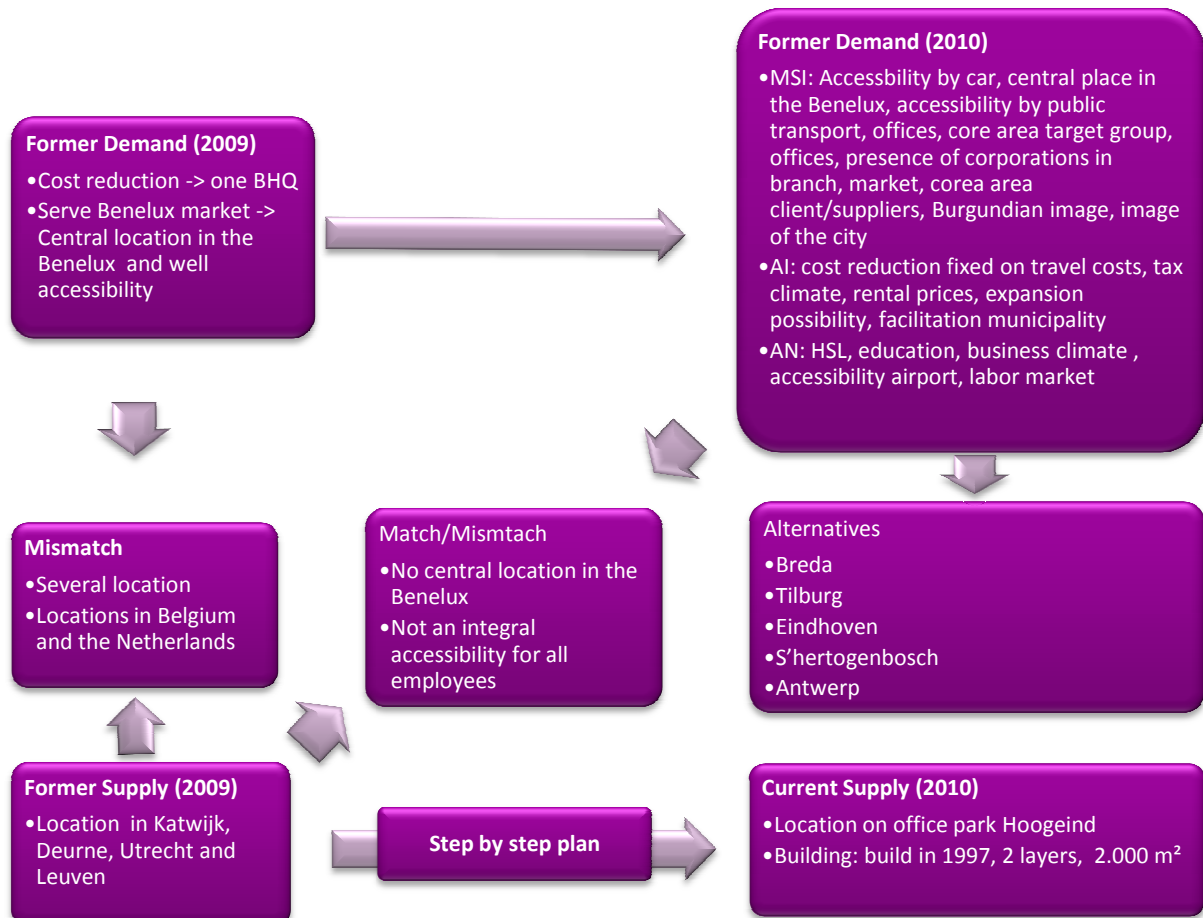 Former Demand (2009)
•Cost reduction -> one BHQ
•Serve Benelux market ->
Central location in the
Benelux and well
accessibility
Former Demand (2010)
•MSI: Accessbility by car, central place in
the Benelux, accessibility by public
transport, offices, core area target group,
offices, presence of corporations in
branch, market, corea area
client/suppliers, Burgundian image, image
of the city
•AI: cost reduction fixed on travel costs, tax
climate, rental prices, expansion
possibility, facilitation municipality
•AN: HSL, education, business climate ,
accessibility airport, labor market
Mismatch
•Several location
•Locations in Belgium
and the Netherlands
Match/Mismtach
•No central location in the
Benelux
•Not an integral
accessibility for all
employees
Alternatives
•Breda
•Tilburg
•Eindhoven
•S’hertogenbosch
•Antwerp
Former Supply (2009)
•Location in Katwijk,
Deurne, Utrecht and
Leuven
Step by step plan
Current Supply (2010)
•Location on office park Hoogeind
•Building: build in 1997, 2 layers, 2.000 m²